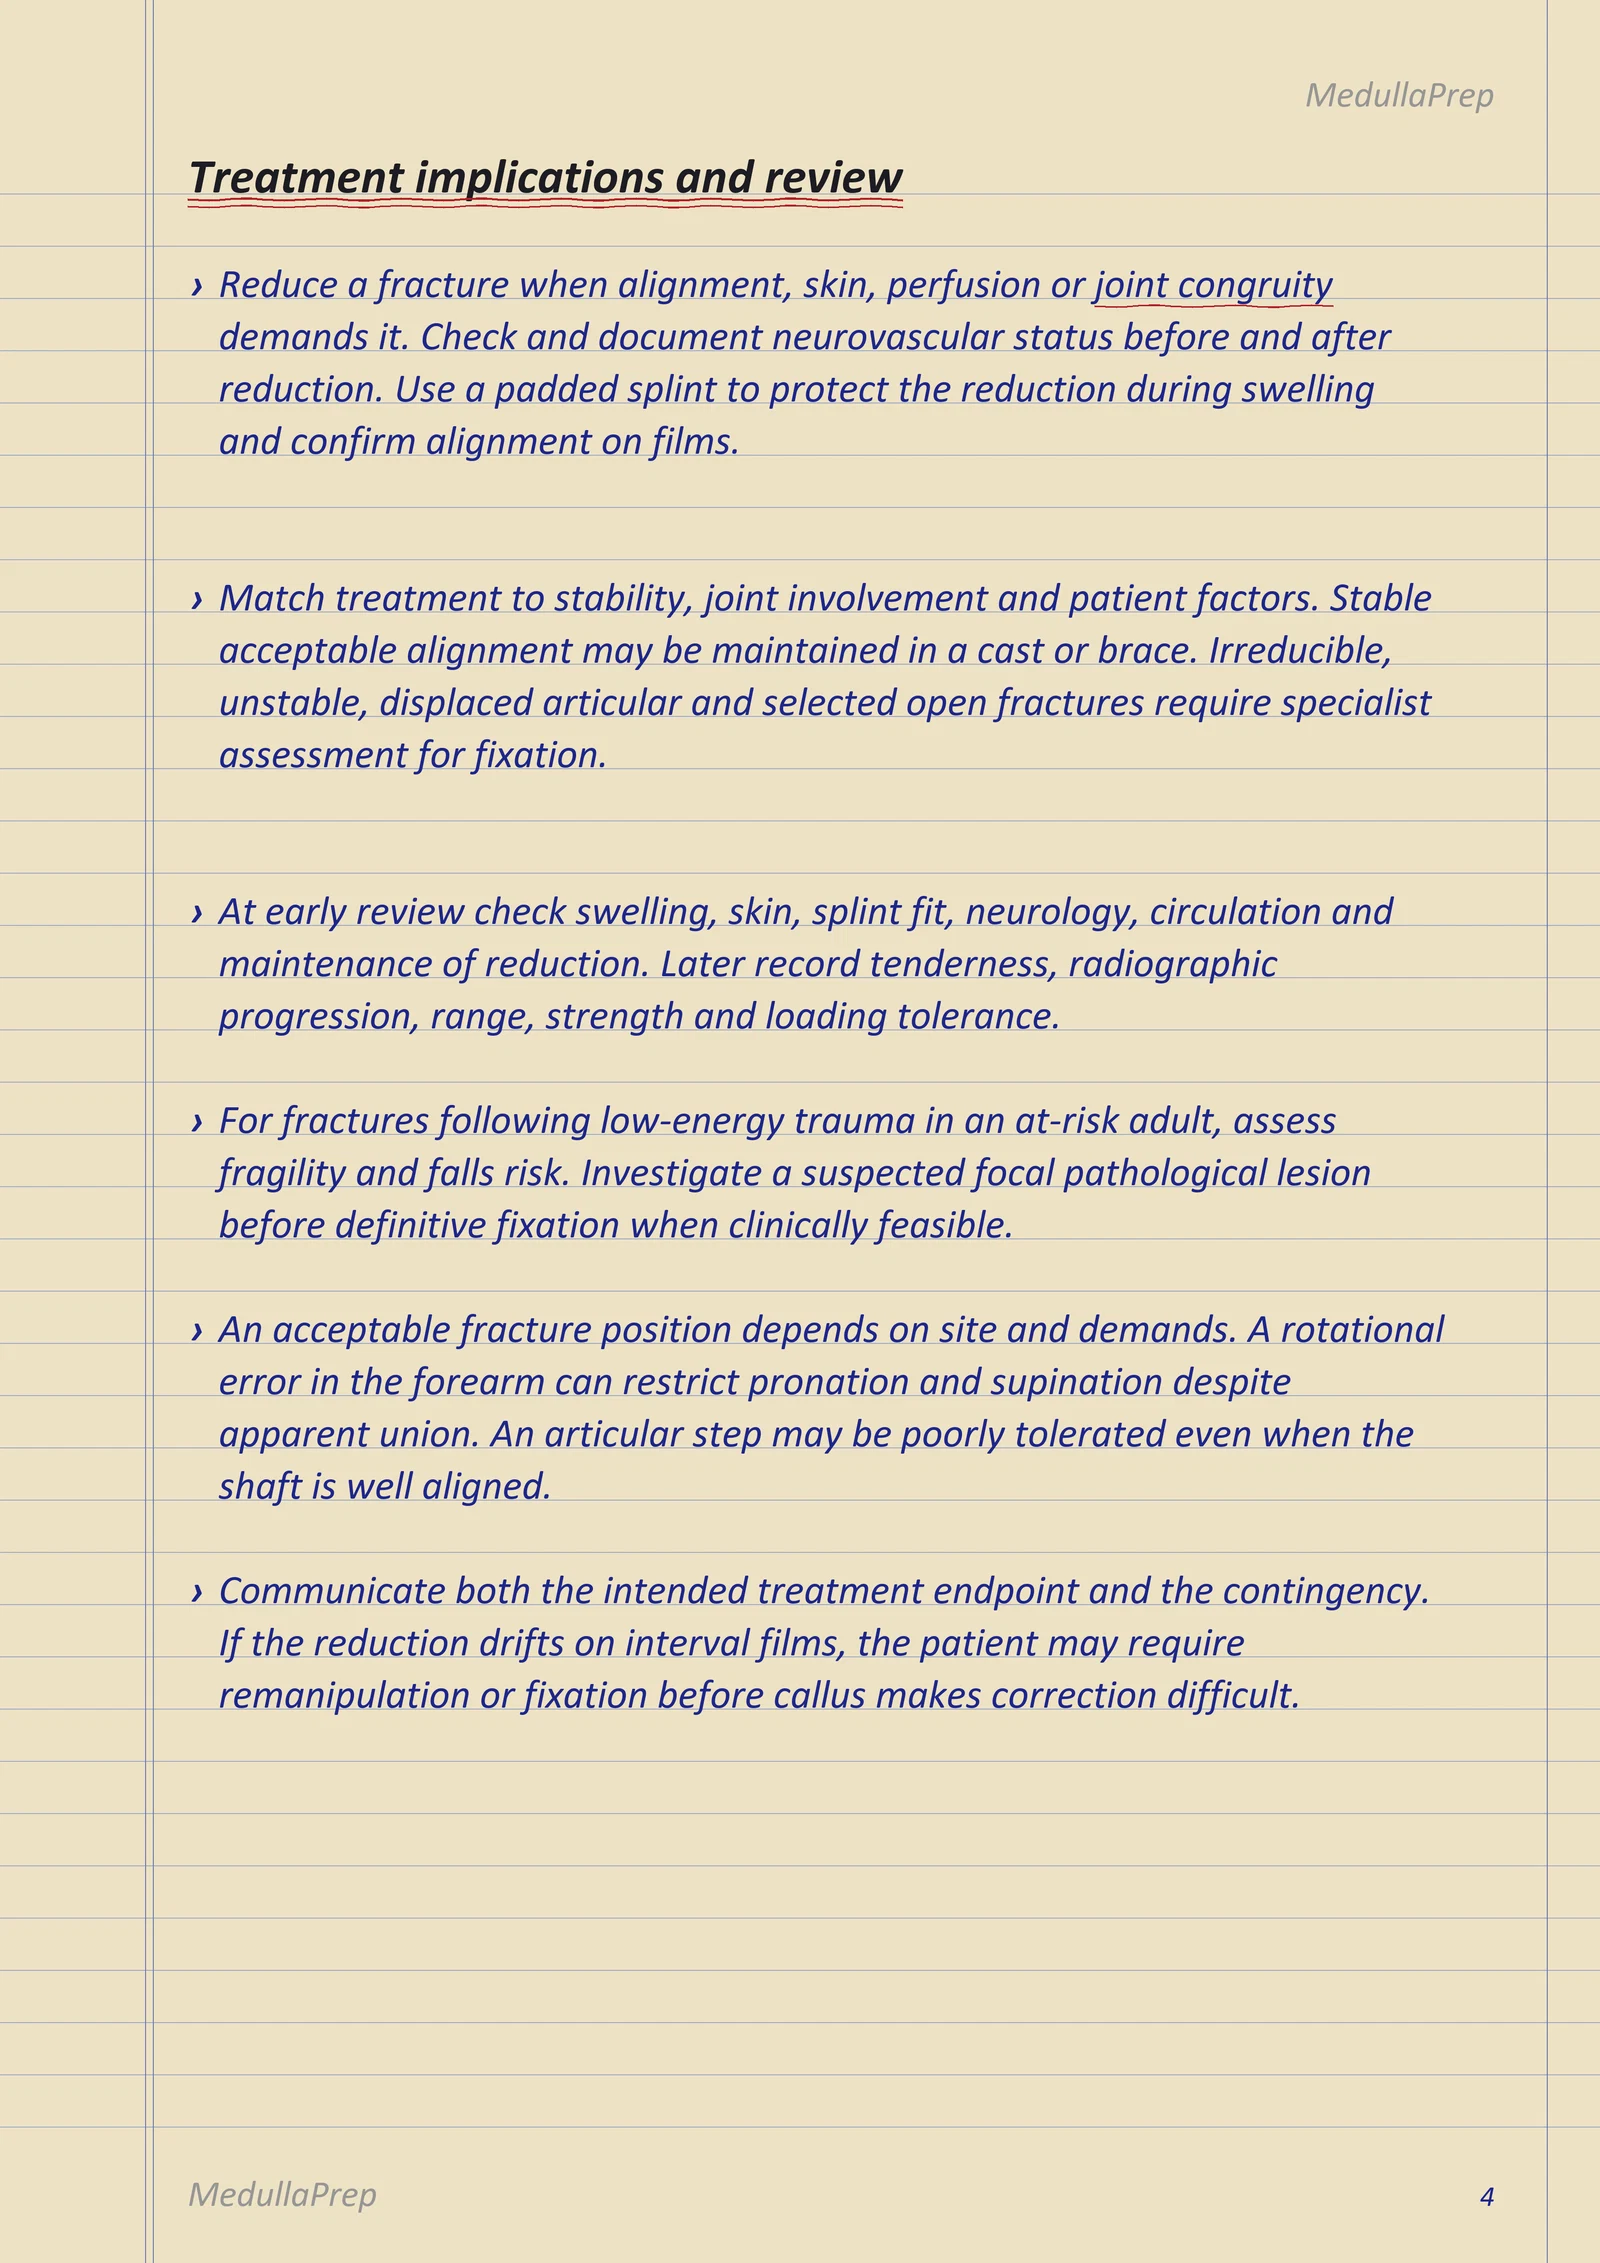 MedullaPrep
Treatment implications and review
› Reduce a fracture when alignment, skin, perfusion or joint congruity
demands it. Check and document neurovascular status before and after
reduction. Use a padded splint to protect the reduction during swelling
and confirm alignment on films.
› Match treatment to stability, joint involvement and patient factors. Stable
acceptable alignment may be maintained in a cast or brace. Irreducible,
unstable, displaced articular and selected open fractures require specialist
assessment for fixation.
› At early review check swelling, skin, splint fit, neurology, circulation and
maintenance of reduction. Later record tenderness, radiographic
progression, range, strength and loading tolerance.
› For fractures following low-energy trauma in an at-risk adult, assess
fragility and falls risk. Investigate a suspected focal pathological lesion
before definitive fixation when clinically feasible.
› An acceptable fracture position depends on site and demands. A rotational
error in the forearm can restrict pronation and supination despite
apparent union. An articular step may be poorly tolerated even when the
shaft is well aligned.
› Communicate both the intended treatment endpoint and the contingency.
If the reduction drifts on interval films, the patient may require
remanipulation or fixation before callus makes correction difficult.
MedullaPrep
4